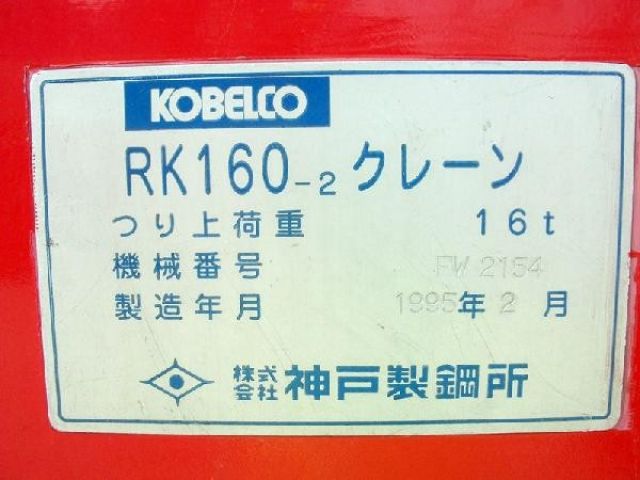 KOBELCO
RK160-2 クレーン
つり上荷重 16t
機械番号 FW 2154
製造年月 1995年 2 月
株式会社 神戸製鋼所